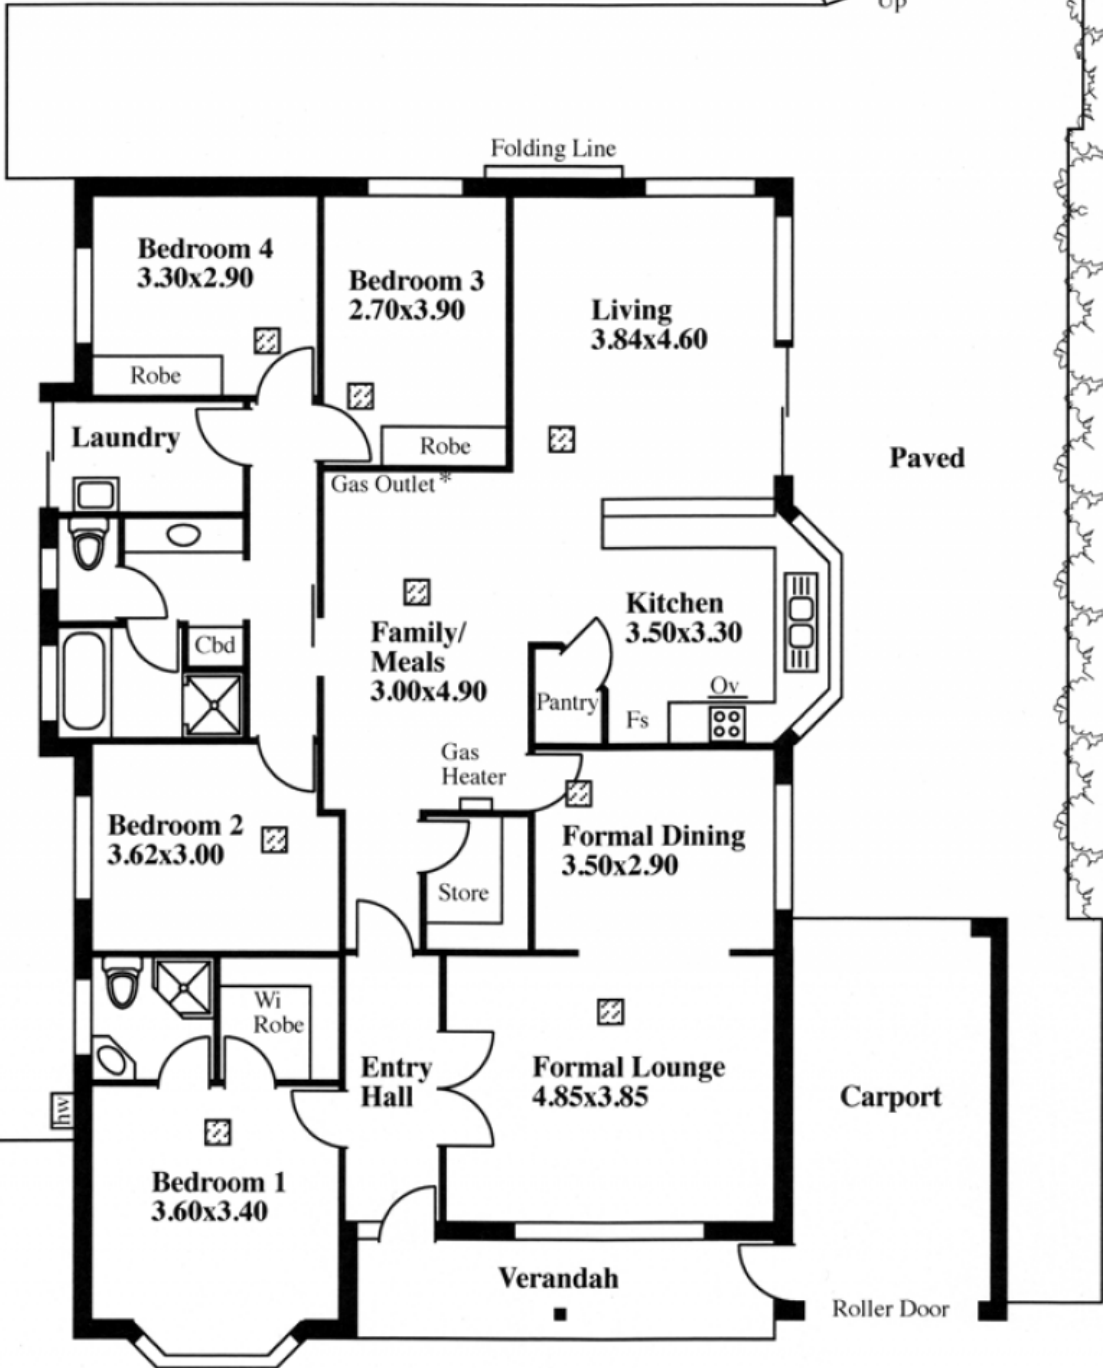 Up
Folding Line
Bedroom 4
3.30x2.90
Bedroom 3
2.70x3.90
Living
3.84x4.60
Robe
Laundry
Robe
Paved
Gas Outlet *
Kitchen
3.50x3.30
Family/
Meals
3.00x4.90
Cbd
Pantry
Ov
Fs
Gas
Heater
Bedroom 2
3.62x3.00
Formal Dining
3.50x2.90
Store
Wi
Robe
Entry
Hall
Formal Lounge
4.85x3.85
Carport
hw
Bedroom 1
3.60x3.40
Verandah
Roller Door